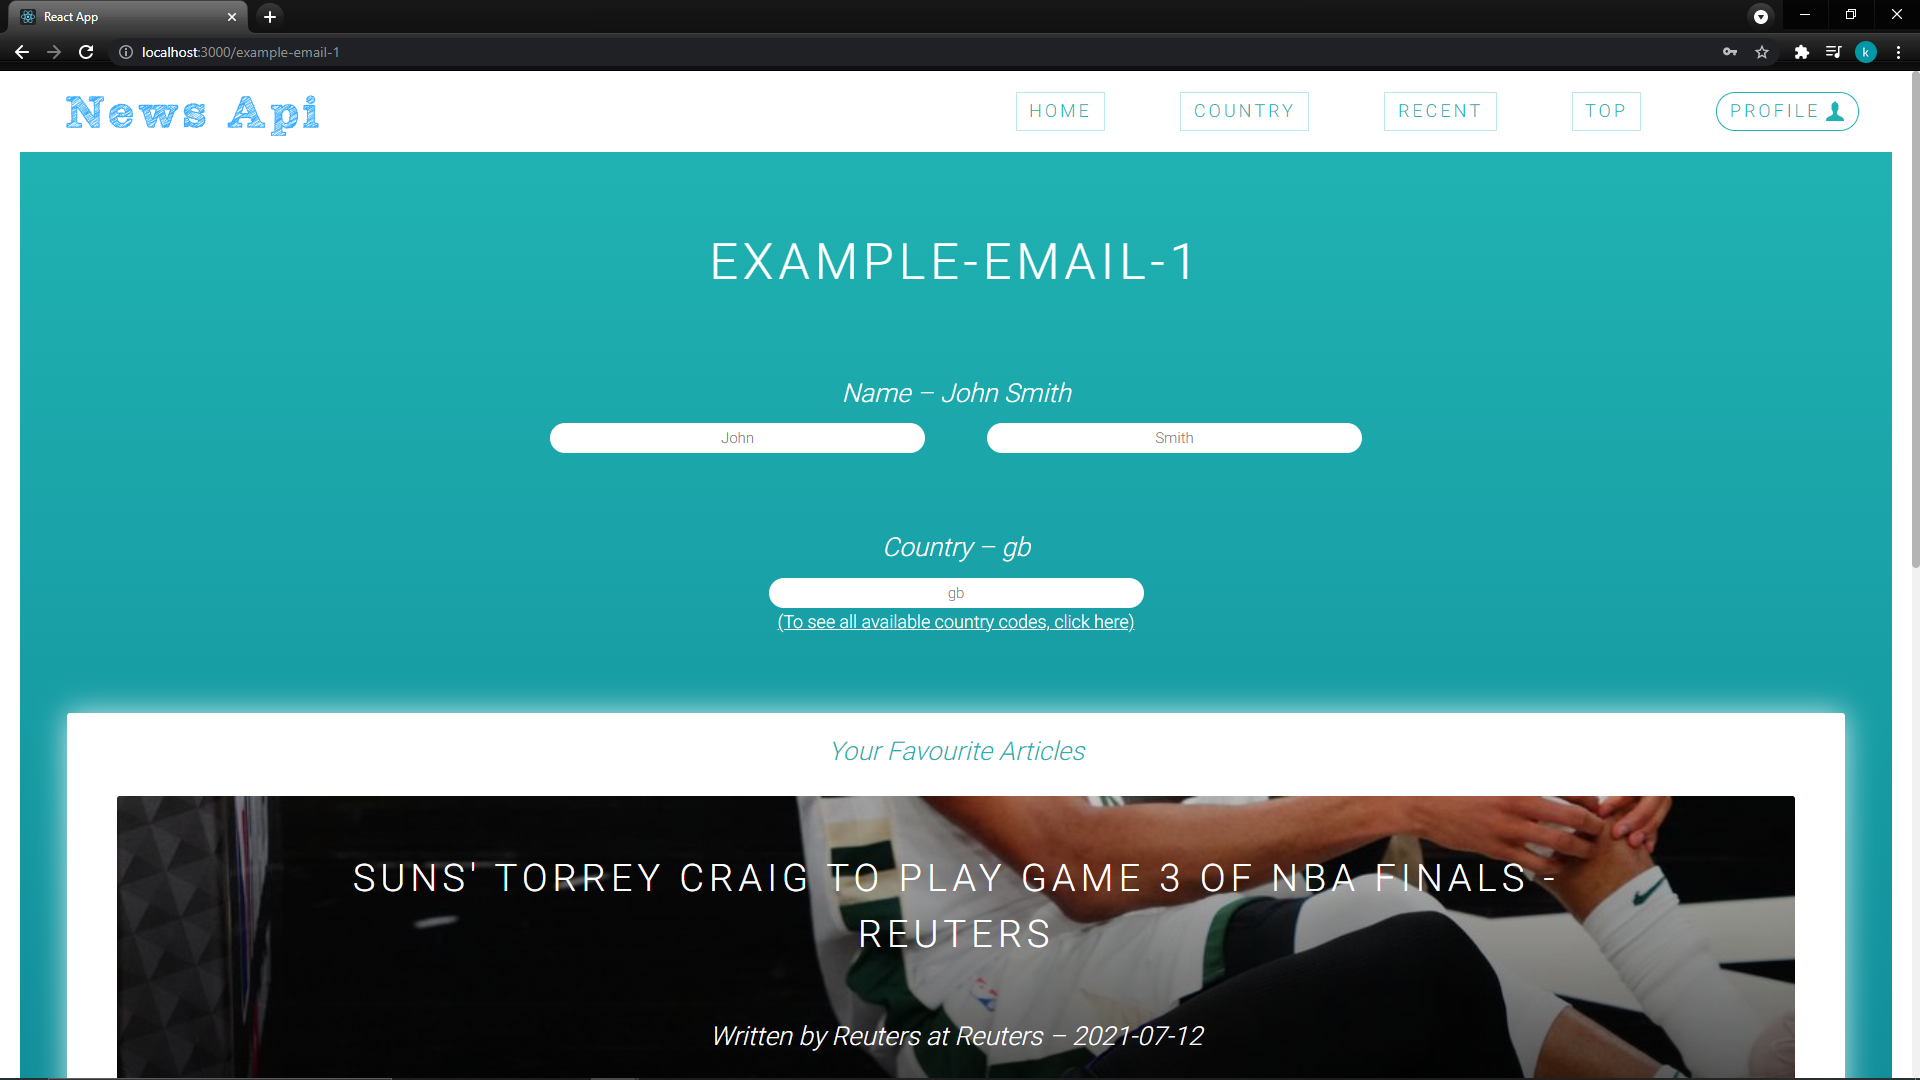 React App
localhost:3000/example-email-1
k
News Api
HOME
COUNTRY
RECENT
TOP
PROFILE
EXAMPLE-EMAIL-1
Name – John Smith
John
Smith
Country – gb
gb
(To see all available country codes, click here)
Your Favourite Articles
SUNS' TORREY CRAIG TO PLAY GAME 3 OF NBA FINALS -
REUTERS
Written by Reuters at Reuters – 2021-07-12